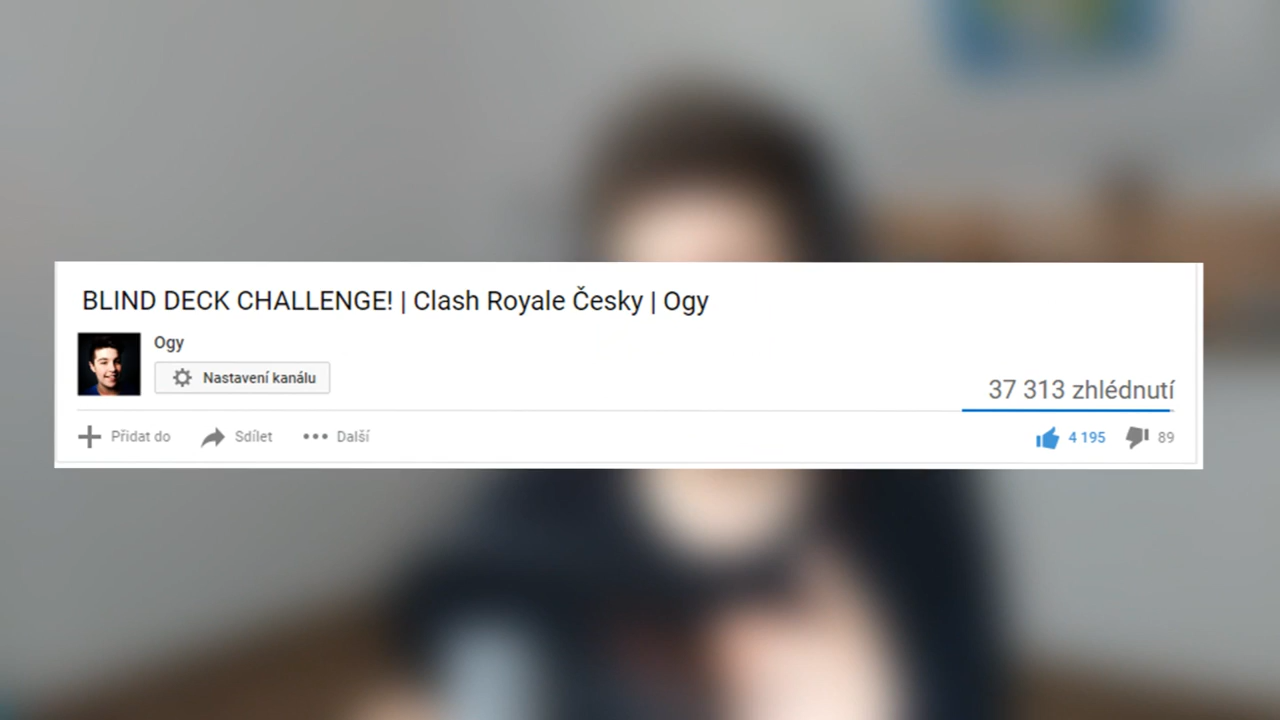 BLIND DECK CHALLENGE! | Clash Royale Česky | Ogy
Ogy
Nastavení kanálu
37 313 zhlédnutí
Přidat do Sdílet Další 4 195 89